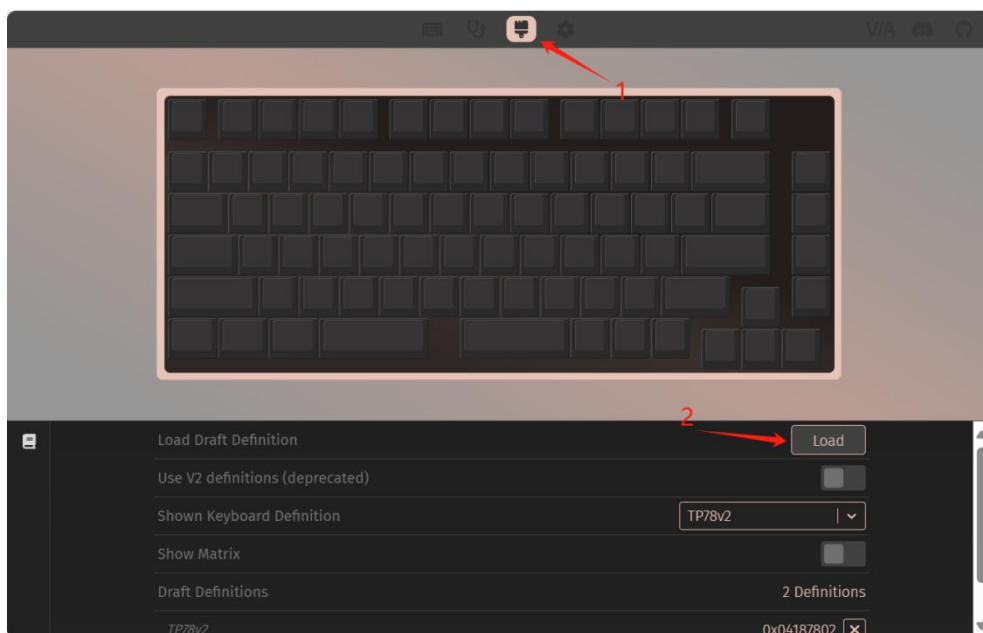 VIA
1
2
Load Draft Definition
Load
Use V2 definitions (deprecated)
Shown Keyboard Definition
TP78v2
Show Matrix
Draft Definitions
2 Definitions
TP78v2
0x04187802